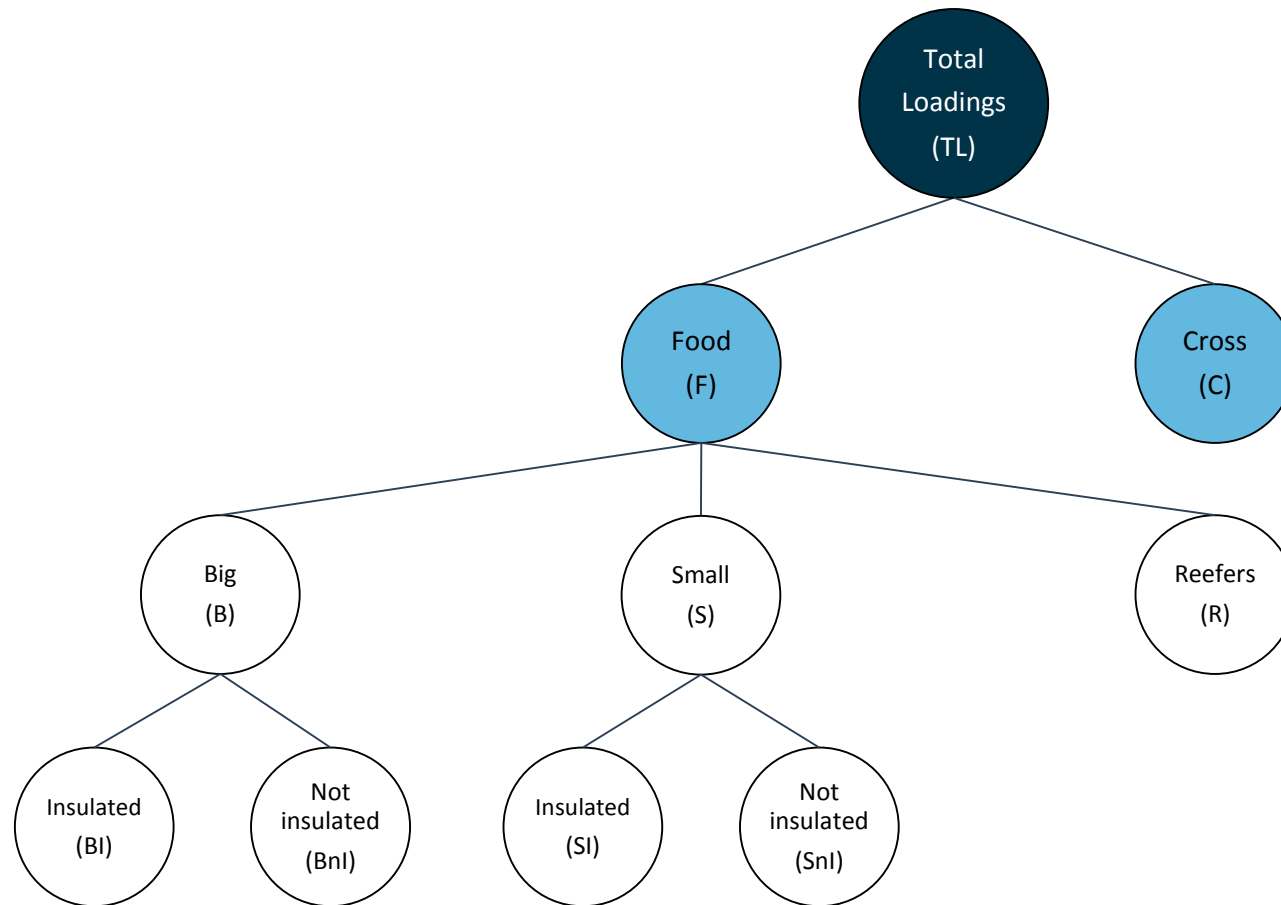 Total
Loadings
(TL)
Food
(F)
Cross
(C)
Big
(B)
Small
(S)
Reefers
(R)
Insulated
(BI)
Not
insulated
(BnI)
Insulated
(SI)
Not
insulated
(SnI)